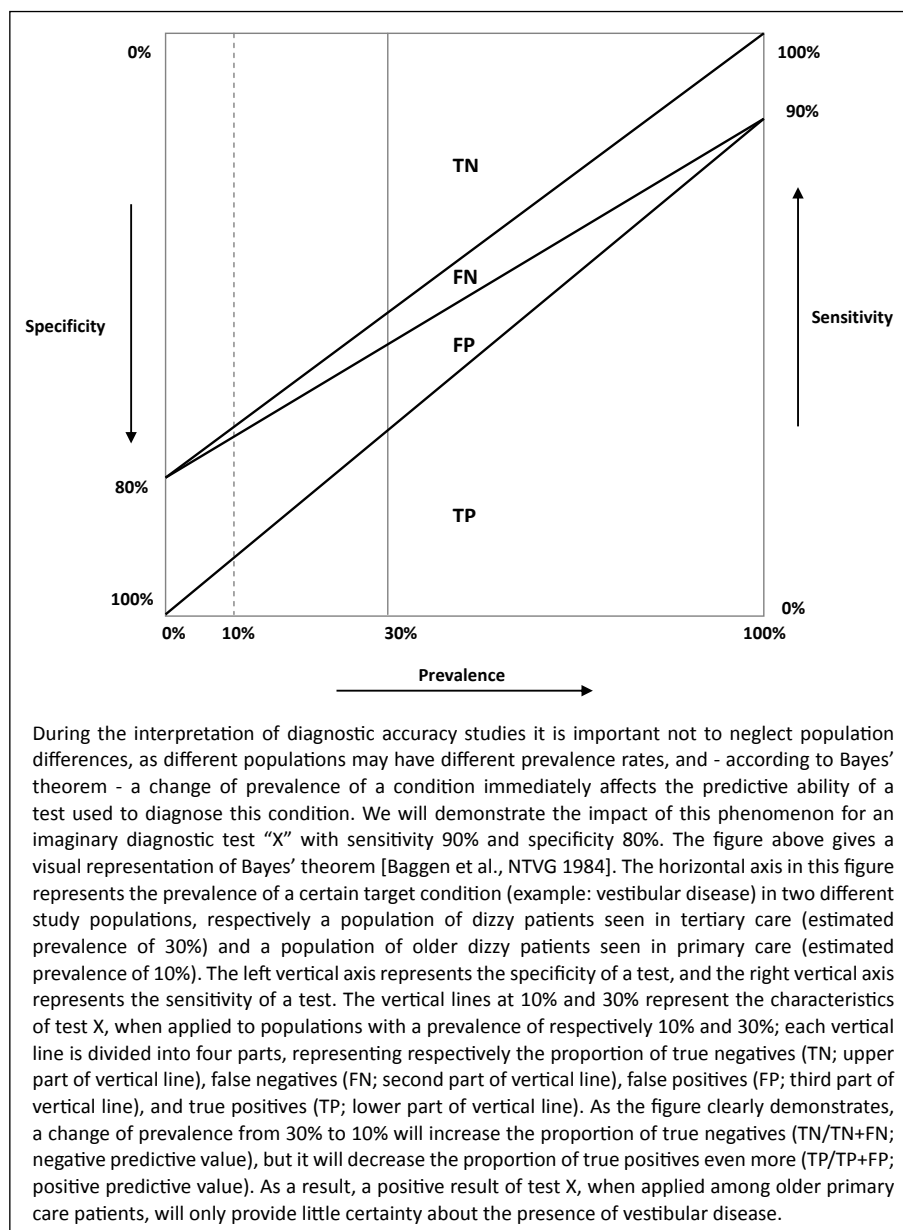 0%
100%
90%
TN
FN
Specificity
Sensitivity
FP
80%
TP
100%
0%
0%
10%
30%
100%
Prevalence
During the interpretation of diagnostic accuracy studies it is important not to neglect population
differences, as different populations may have different prevalence rates, and - according to Bayes’
theorem - a change of prevalence of a condition immediately affects the predictive ability of a
test used to diagnose this condition. We will demonstrate the impact of this phenomenon for an
imaginary diagnostic test “X” with sensitivity 90% and specificity 80%. The figure above gives a
visual representation of Bayes’ theorem [Baggen et al., NTVG 1984]. The horizontal axis in this figure
represents the prevalence of a certain target condition (example: vestibular disease) in two different
study populations, respectively a population of dizzy patients seen in tertiary care (estimated
prevalence of 30%) and a population of older dizzy patients seen in primary care (estimated
prevalence of 10%). The left vertical axis represents the specificity of a test, and the right vertical axis
represents the sensitivity of a test. The vertical lines at 10% and 30% represent the characteristics
of test X, when applied to populations with a prevalence of respectively 10% and 30%; each vertical
line is divided into four parts, representing respectively the proportion of true negatives (TN; upper
part of vertical line), false negatives (FN; second part of vertical line), false positives (FP; third part of
vertical line), and true positives (TP; lower part of vertical line). As the figure clearly demonstrates,
a change of prevalence from 30% to 10% will increase the proportion of true negatives (TN/TN+FN;
negative predictive value), but it will decrease the proportion of true positives even more (TP/TP+FP;
positive predictive value). As a result, a positive result of test X, when applied among older primary
care patients, will only provide little certainty about the presence of vestibular disease.